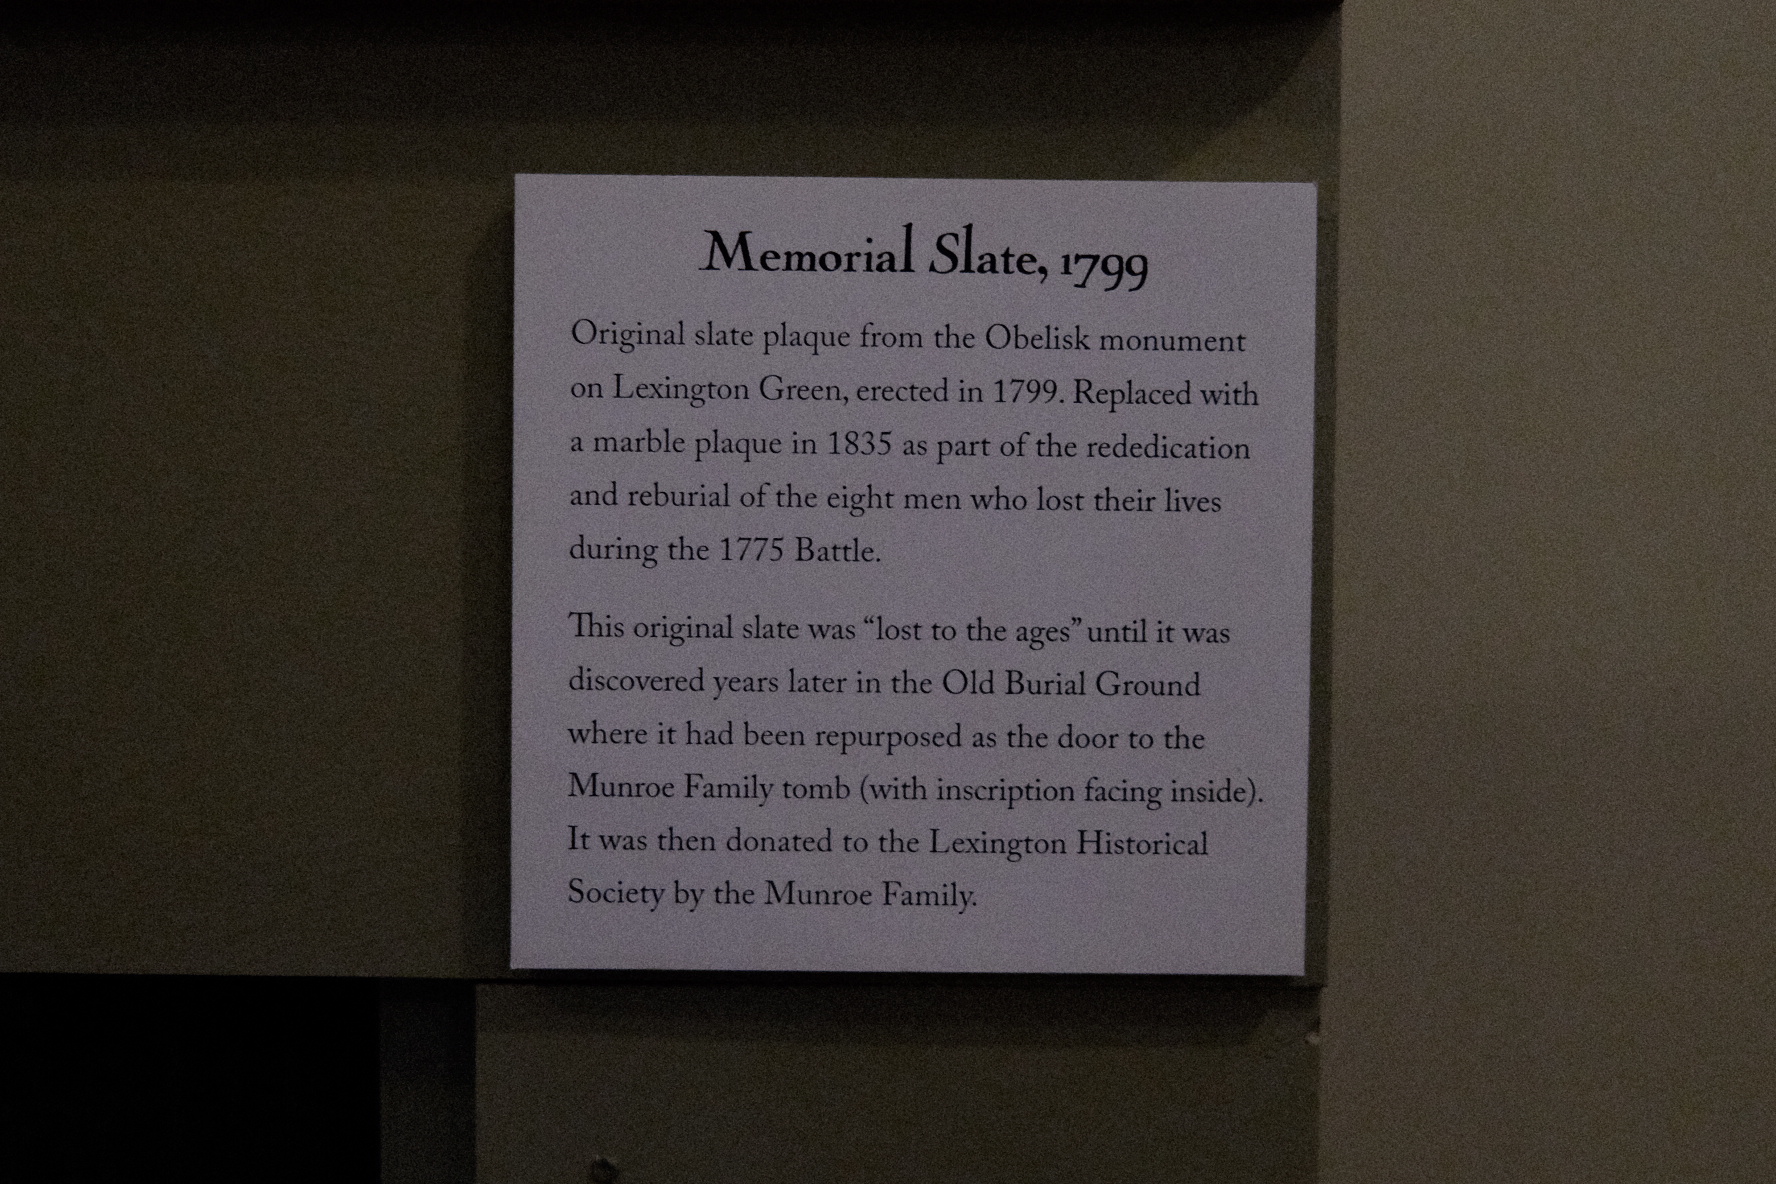 Memorial Slate, 1799
Original slate plaque from the Obelisk monument
on Lexington Green, erected in 1799. Replaced with
a marble plaque in 1835 as part of the rededication
and reburial of the eight men who lost their lives
during the 1775 Battle.
This original slate was “lost to the ages” until it was
discovered years later in the Old Burial Ground
where it had been repurposed as the door to the
Munroe Family tomb (with inscription facing inside).
It was then donated to the Lexington Historical
Society by the Munroe Family.